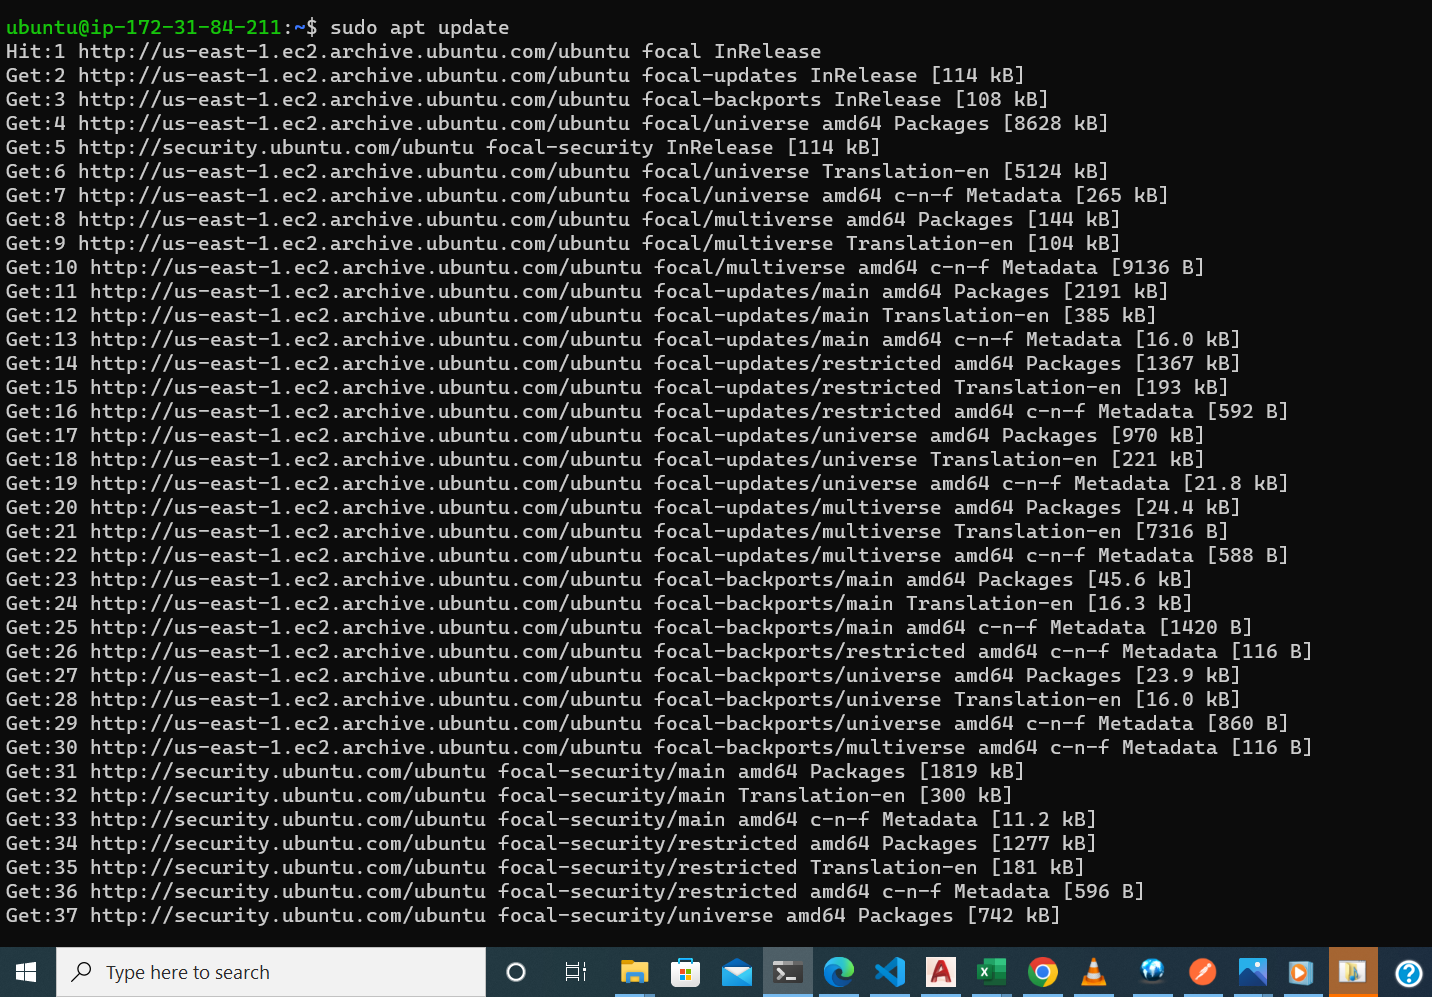 ubuntu@ip-172-31-84-211:~$ sudo apt update
Hit:1 http://us-east-1.ec2.archive.ubuntu.com/ubuntu focal InRelease
Get:2 http://us-east-1.ec2.archive.ubuntu.com/ubuntu focal-updates InRelease [114 kB]
Get:3 http://us-east-1.ec2.archive.ubuntu.com/ubuntu focal-backports InRelease [108 kB]
Get:4 http://us-east-1.ec2.archive.ubuntu.com/ubuntu focal/universe amd64 Packages [8628 kB]
Get:5 http://security.ubuntu.com/ubuntu focal-security InRelease [114 kB]
Get:6 http://us-east-1.ec2.archive.ubuntu.com/ubuntu focal/universe Translation-en [5124 kB]
Get:7 http://us-east-1.ec2.archive.ubuntu.com/ubuntu focal/universe amd64 c-n-f Metadata [265 kB]
Get:8 http://us-east-1.ec2.archive.ubuntu.com/ubuntu focal/multiverse amd64 Packages [144 kB]
Get:9 http://us-east-1.ec2.archive.ubuntu.com/ubuntu focal/multiverse Translation-en [104 kB]
Get:10 http://us-east-1.ec2.archive.ubuntu.com/ubuntu focal/multiverse amd64 c-n-f Metadata [9136 B]
Get:11 http://us-east-1.ec2.archive.ubuntu.com/ubuntu focal-updates/main amd64 Packages [2191 kB]
Get:12 http://us-east-1.ec2.archive.ubuntu.com/ubuntu focal-updates/main Translation-en [385 kB]
Get:13 http://us-east-1.ec2.archive.ubuntu.com/ubuntu focal-updates/main amd64 c-n-f Metadata [16.0 kB]
Get:14 http://us-east-1.ec2.archive.ubuntu.com/ubuntu focal-updates/restricted amd64 Packages [1367 kB]
Get:15 http://us-east-1.ec2.archive.ubuntu.com/ubuntu focal-updates/restricted Translation-en [193 kB]
Get:16 http://us-east-1.ec2.archive.ubuntu.com/ubuntu focal-updates/restricted amd64 c-n-f Metadata [592 B]
Get:17 http://us-east-1.ec2.archive.ubuntu.com/ubuntu focal-updates/universe amd64 Packages [970 kB]
Get:18 http://us-east-1.ec2.archive.ubuntu.com/ubuntu focal-updates/universe Translation-en [221 kB]
Get:19 http://us-east-1.ec2.archive.ubuntu.com/ubuntu focal-updates/universe amd64 c-n-f Metadata [21.8 kB]
Get:20 http://us-east-1.ec2.archive.ubuntu.com/ubuntu focal-updates/multiverse amd64 Packages [24.4 kB]
Get:21 http://us-east-1.ec2.archive.ubuntu.com/ubuntu focal-updates/multiverse Translation-en [7316 B]
Get:22 http://us-east-1.ec2.archive.ubuntu.com/ubuntu focal-updates/multiverse amd64 c-n-f Metadata [588 B]
Get:23 http://us-east-1.ec2.archive.ubuntu.com/ubuntu focal-backports/main amd64 Packages [45.6 kB]
Get:24 http://us-east-1.ec2.archive.ubuntu.com/ubuntu focal-backports/main Translation-en [16.3 kB]
Get:25 http://us-east-1.ec2.archive.ubuntu.com/ubuntu focal-backports/main amd64 c-n-f Metadata [1420 B]
Get:26 http://us-east-1.ec2.archive.ubuntu.com/ubuntu focal-backports/restricted amd64 c-n-f Metadata [116 B]
Get:27 http://us-east-1.ec2.archive.ubuntu.com/ubuntu focal-backports/universe amd64 Packages [23.9 kB]
Get:28 http://us-east-1.ec2.archive.ubuntu.com/ubuntu focal-backports/universe Translation-en [16.0 kB]
Get:29 http://us-east-1.ec2.archive.ubuntu.com/ubuntu focal-backports/universe amd64 c-n-f Metadata [860 B]
Get:30 http://us-east-1.ec2.archive.ubuntu.com/ubuntu focal-backports/multiverse amd64 c-n-f Metadata [116 B]
Get:31 http://security.ubuntu.com/ubuntu focal-security/main amd64 Packages [1819 kB]
Get:32 http://security.ubuntu.com/ubuntu focal-security/main Translation-en [300 kB]
Get:33 http://security.ubuntu.com/ubuntu focal-security/main amd64 c-n-f Metadata [11.2 kB]
Get:34 http://security.ubuntu.com/ubuntu focal-security/restricted amd64 Packages [1277 kB]
Get:35 http://security.ubuntu.com/ubuntu focal-security/restricted Translation-en [181 kB]
Get:36 http://security.ubuntu.com/ubuntu focal-security/restricted amd64 c-n-f Metadata [596 B]
Get:37 http://security.ubuntu.com/ubuntu focal-security/universe amd64 Packages [742 kB]
Type here to search